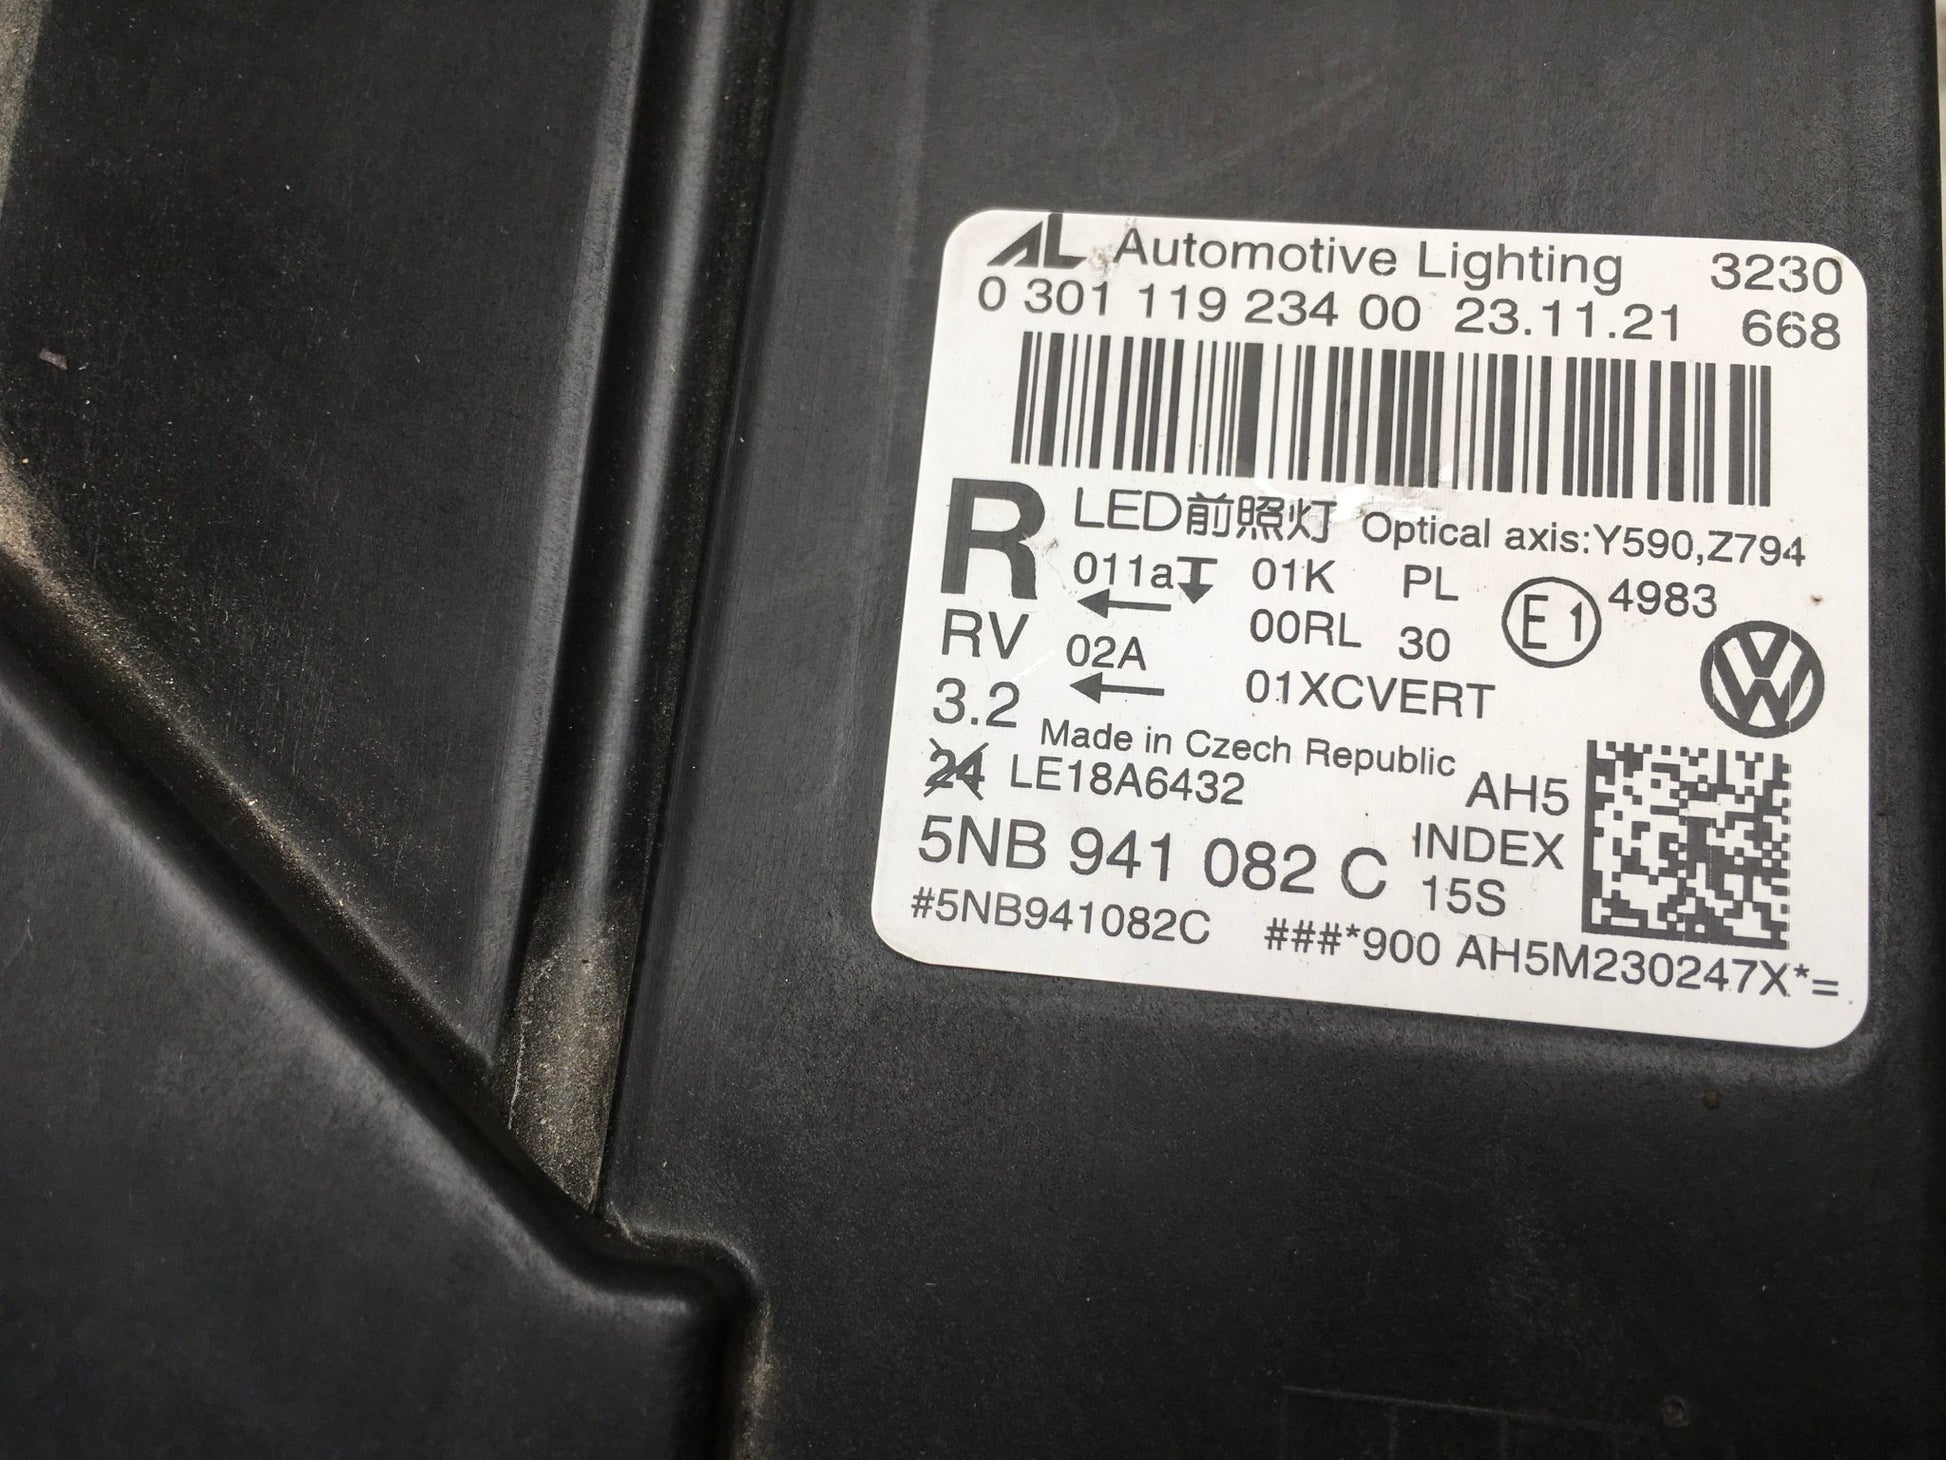 AL Automotive Lighting 3230
0 301 119 234 00 23.11.21 668
R LED前照灯 Optical axis:Y590,Z794
011a 01K PL E1 4983
RV 02A 00RL 30
3.2 01XCVERT
Made in Czech Republic
24 LE18A6432 AH5
5NB 941 082 C INDEX
15S
#5NB941082C ###*900 AH5M230247X*=